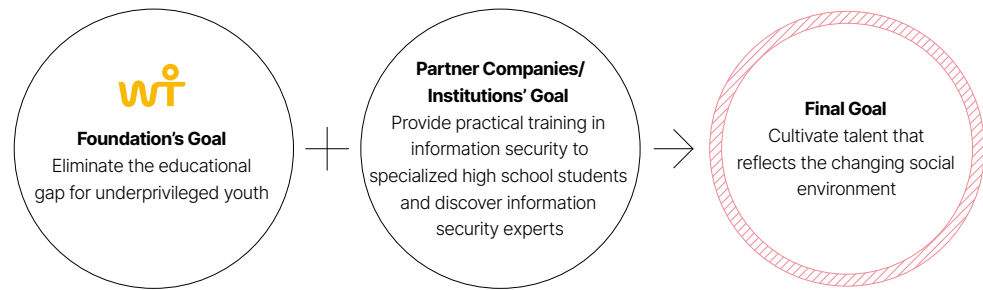 Foundation's Goal
Eliminate the educational
gap for underprivileged youth
Partner Companies/
Institutions' Goal
Provide practical training in
information security to
specialized high school students
and discover information
security experts
Final Goal
Cultivate talent that
reflects the changing social
environment